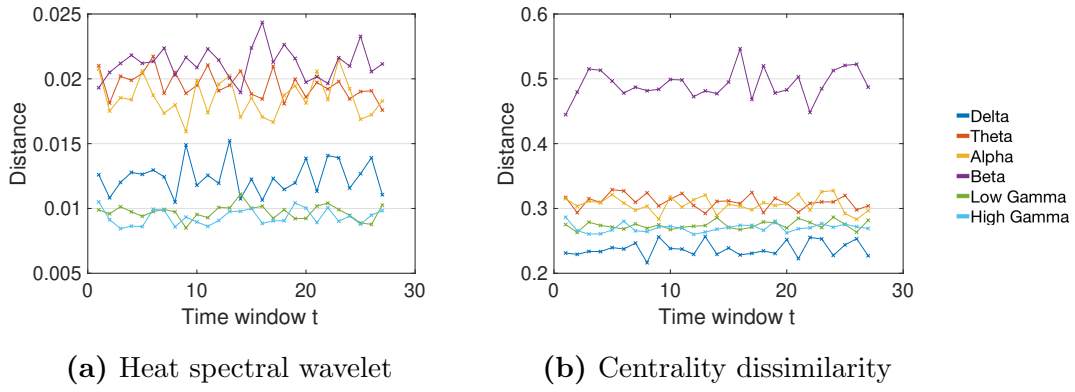 0.025
0.02
0.015
0.01
0.005
Distance
0 10 20 30
Time window t
(a) Heat spectral wavelet
0.6
0.5
0.4
0.3
0.2
Distance
0 10 20 30
Time window t
(b) Centrality dissimilarity
Delta
Theta
Alpha
Beta
Low Gamma
High Gamma